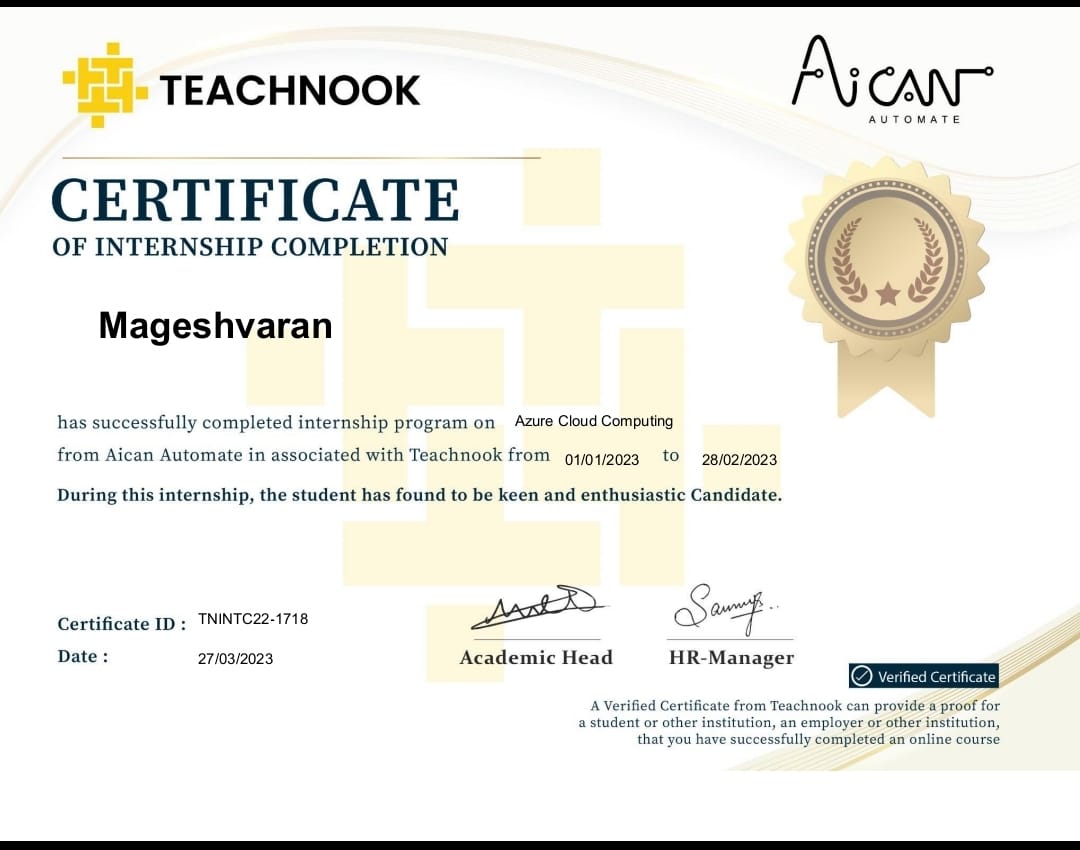 TEACHNOOK
AiCAN
AUTOMATE
CERTIFICATE
OF INTERNSHIP COMPLETION
Mageshvaran
has successfully completed internship program on Azure Cloud Computing
from Aican Automate in associated with Teachnook from 01/01/2023 to 28/02/2023
During this internship, the student has found to be keen and enthusiastic Candidate.
Certificate ID : TNINTC22-1718
Date : 27/03/2023
Academic Head
HR-Manager
Verified Certificate
A Verified Certificate from Teachnook can provide a proof for
a student or other institution, an employer or other institution,
that you have successfully completed an online course